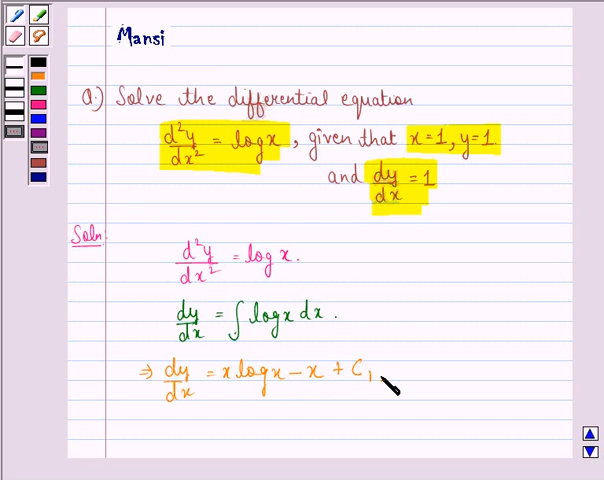 Mansi
Q.) Solve the differential equation
d²y/dx² = log x, given that x=1, y=1
and dy/dx = 1
Soln:
d²y/dx² = log x.
dy/dx = ∫ log x dx.
⇒ dy/dx = x log x − x + C₁